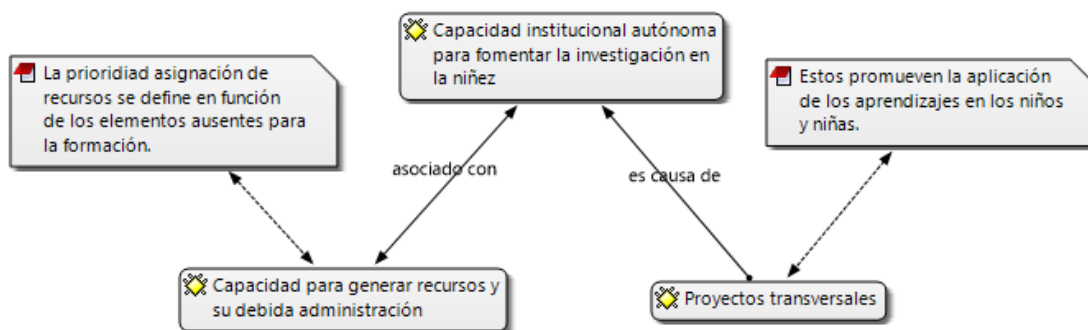 Capacidad institucional autónoma
para fomentar la investigación en
la niñez
La prioridiad asignación de
recursos se define en función
de los elementos ausentes para
la formación.
Estos promueven la aplicación
de los aprendizajes en los niños
y niñas.
asociado con
es causa de
Capacidad para generar recursos y
su debida administración
Proyectos transversales